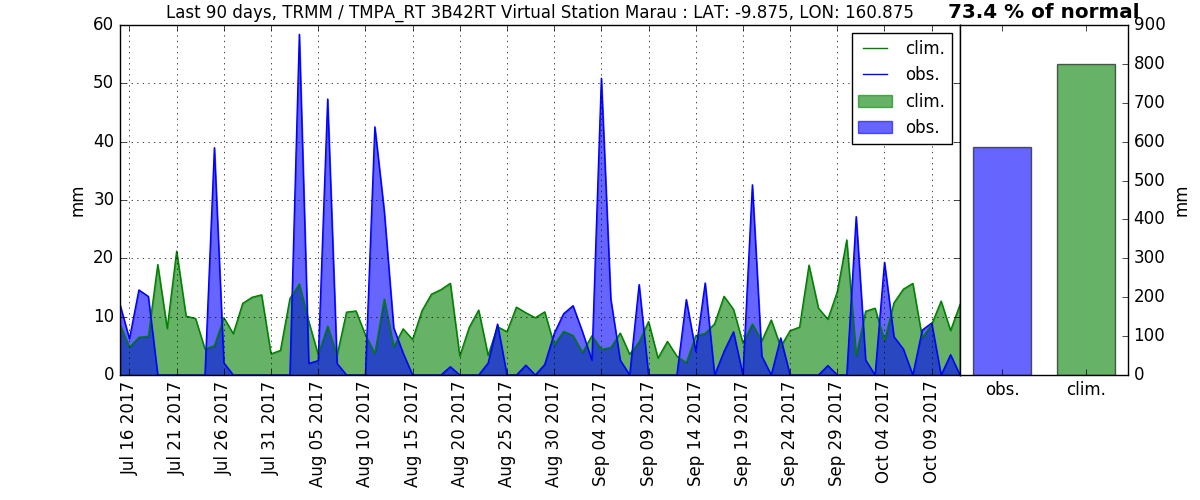 Last 90 days, TRMM / TMPA_RT 3B42RT Virtual Station Marau : LAT: -9.875, LON: 160.875
73.4 % of normal
clim.
obs.
clim.
obs.
mm
60
50
40
30
20
10
0
Jul 16 2017
Jul 21 2017
Jul 26 2017
Jul 31 2017
Aug 05 2017
Aug 10 2017
Aug 15 2017
Aug 20 2017
Aug 25 2017
Aug 30 2017
Sep 04 2017
Sep 09 2017
Sep 14 2017
Sep 19 2017
Sep 24 2017
Sep 29 2017
Oct 04 2017
Oct 09 2017
900
800
700
600
500
400
300
200
100
0
mm
obs.
clim.